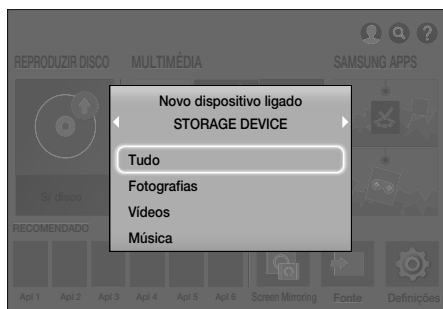 REPRODUZIR DISCO MULTIMÉDIA SAMSUNG APPS
Novo dispositivo ligado
STORAGE DEVICE
Tudo
Fotografias
Vídeos
Música
S/ disco
RECOMENDADO
Apl 1 Apl 2 Apl 3 Apl 4 Apl 5 Apl 6 Screen Mirroring Fonte Definições